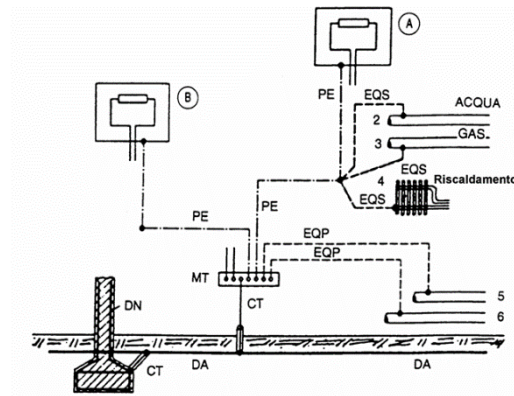 A
B
PE
EQS
ACQUA
2
3
GAS
4
EQS
Riscaldamento
EQS
PE
PE
EQP
EQP
MT
CT
5
6
DN
CT
DA
DA